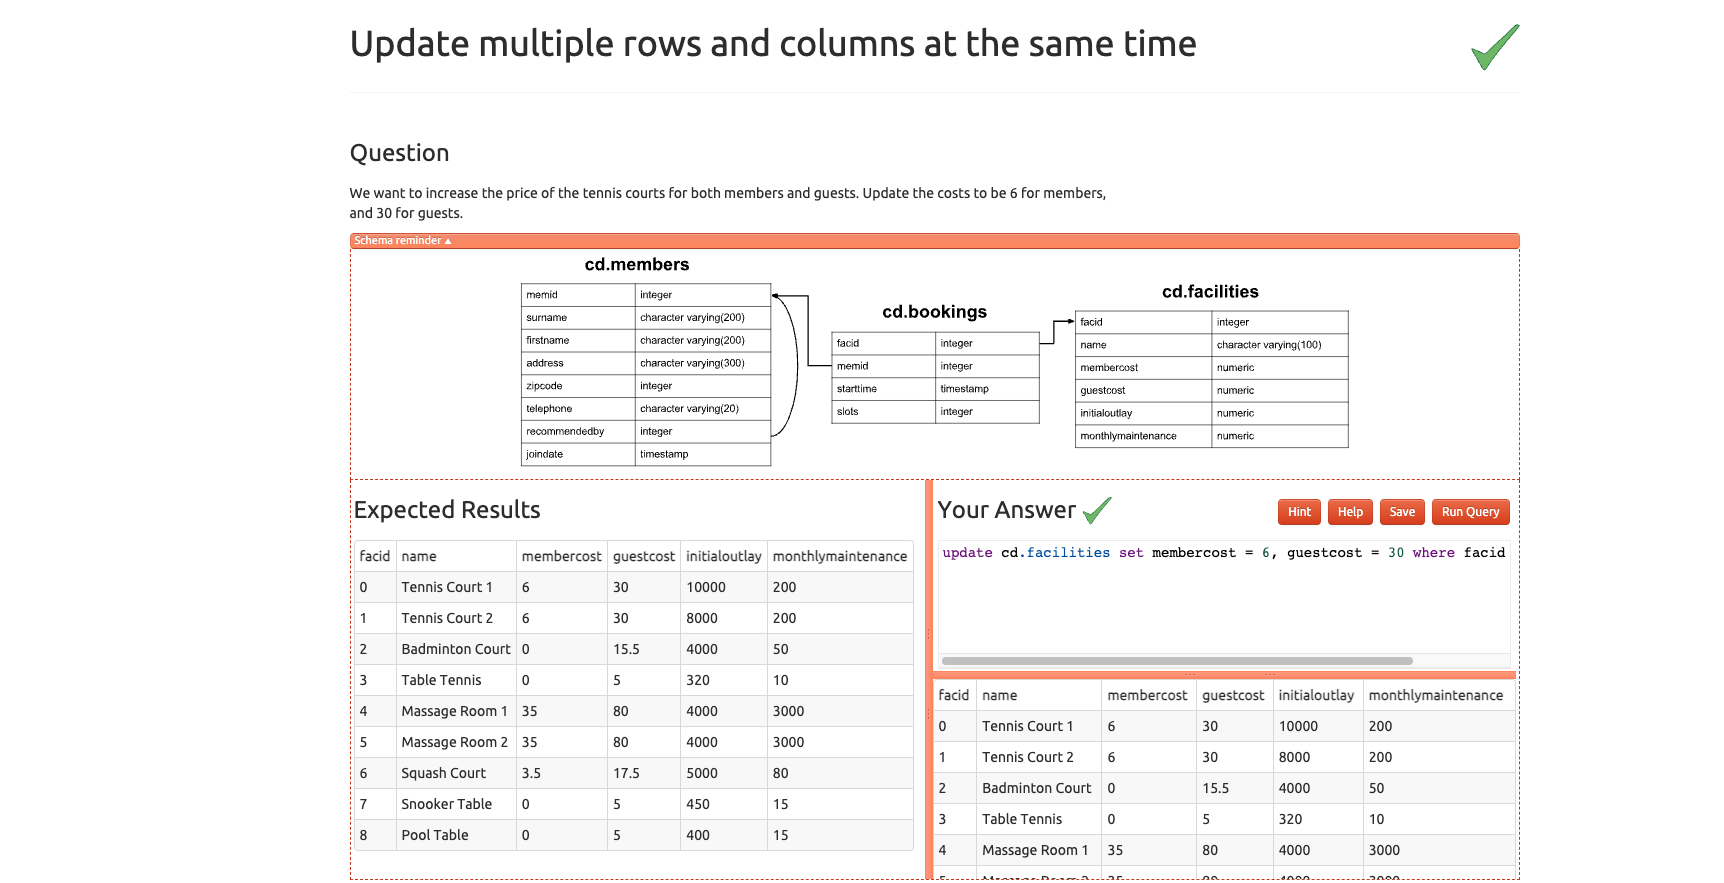 Update multiple rows and columns at the same time
Question
We want to increase the price of the tennis courts for both members and guests. Update the costs to be 6 for members,
and 30 for guests.
Schema reminder ▲
cd.members
memid integer
surname character varying(200)
firstname character varying(200)
address character varying(300)
zipcode integer
telephone character varying(20)
recommendedby integer
joindate timestamp
cd.bookings
facid integer
memid integer
starttime timestamp
slots integer
cd.facilities
facid integer
name character varying(100)
membercost numeric
guestcost numeric
initialoutlay numeric
monthlymaintenance numeric
Expected Results
facid name membercost guestcost initialoutlay monthlymaintenance
0 Tennis Court 1 6 30 10000 200
1 Tennis Court 2 6 30 8000 200
2 Badminton Court 0 15.5 4000 50
3 Table Tennis 0 5 320 10
4 Massage Room 1 35 80 4000 3000
5 Massage Room 2 35 80 4000 3000
6 Squash Court 3.5 17.5 5000 80
7 Snooker Table 0 5 450 15
8 Pool Table 0 5 400 15
Your Answer
Hint Help Save Run Query
update cd.facilities set membercost = 6, guestcost = 30 where facid
facid name membercost guestcost initialoutlay monthlymaintenance
0 Tennis Court 1 6 30 10000 200
1 Tennis Court 2 6 30 8000 200
2 Badminton Court 0 15.5 4000 50
3 Table Tennis 0 5 320 10
4 Massage Room 1 35 80 4000 3000